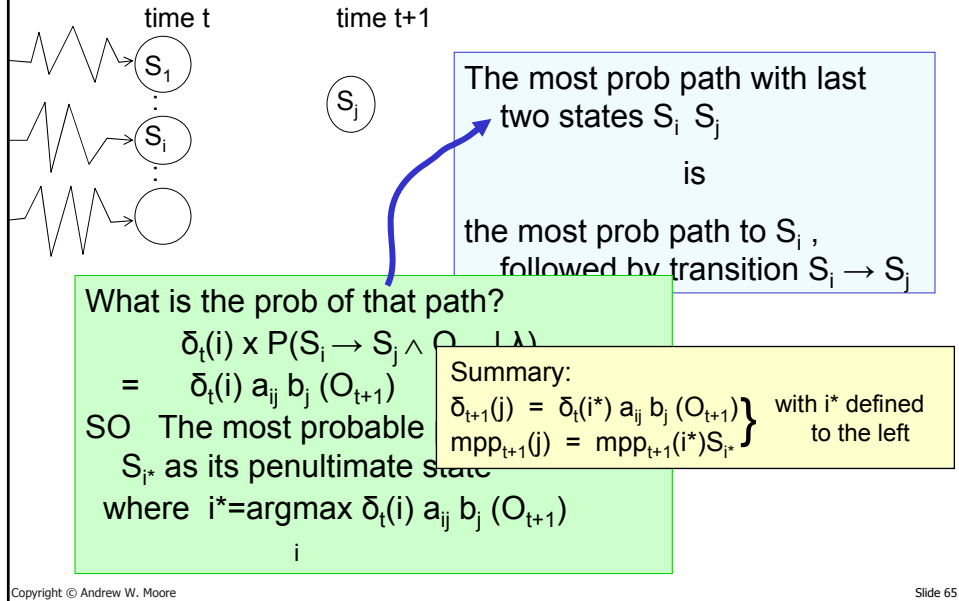 time t
time t+1
S₁
:
Sᵢ
:
Sⱼ
The most prob path with last
two states Sᵢ Sⱼ
is
the most prob path to Sᵢ ,
followed by transition Sᵢ → Sⱼ
What is the prob of that path?
δₜ(i) x P(Sᵢ → Sⱼ ∧ | λ)
= δₜ(i) aᵢⱼ bⱼ (Oₜ₊₁)
SO The most probable
Sᵢ* as its penultimate state
where i*=argmax δₜ(i) aᵢⱼ bⱼ (Oₜ₊₁)
i
Summary:
δₜ₊₁(j) = δₜ(i*) aᵢⱼ bⱼ (Oₜ₊₁)
mppₜ₊₁(j) = mppₜ₊₁(i*)Sᵢ*
} with i* defined
to the left
Copyright © Andrew W. Moore
Slide 65